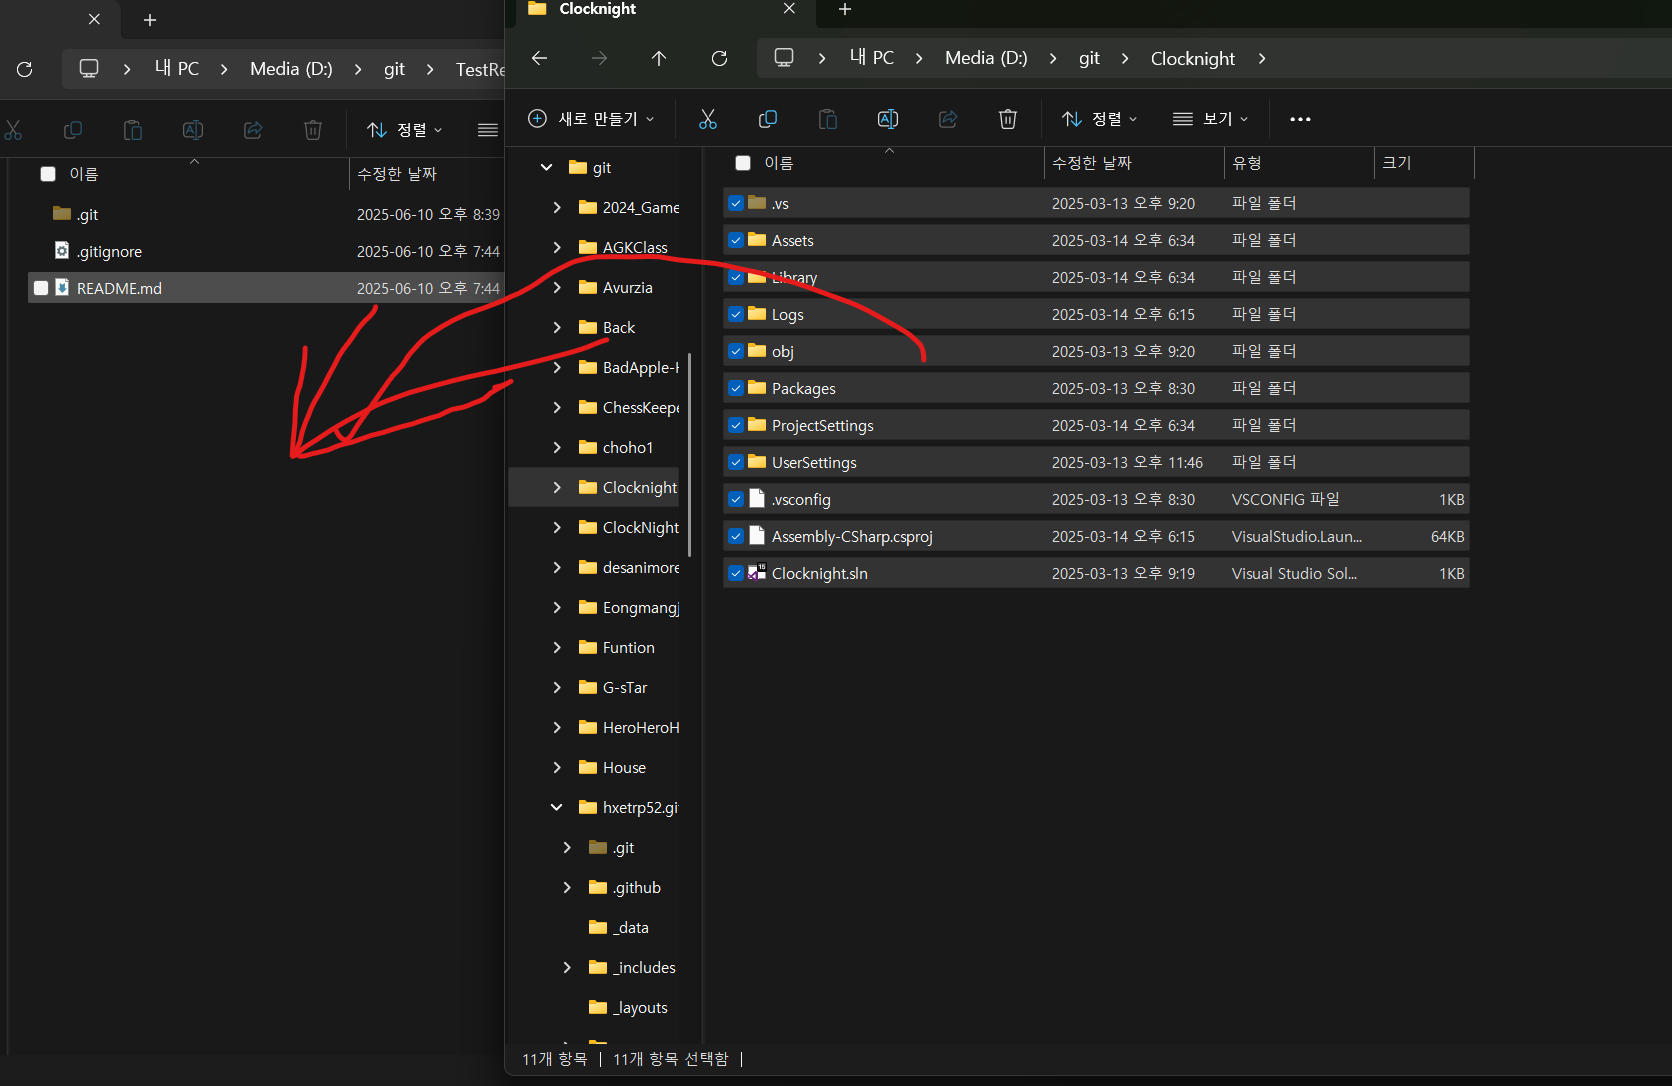 내 PC > Media (D:) > git > TestRe
정렬
이름 수정한 날짜
.git 2025-06-10 오후 8:39
.gitignore 2025-06-10 오후 7:44
README.md 2025-06-10 오후 7:44
Clocknight
내 PC > Media (D:) > git > Clocknight >
새로 만들기 정렬 보기
git
2024_Game
AGKClass
Avurzia
Back
BadApple-H
ChessKeepe
choho1
Clocknight
ClockNight
desanimore
Eongmangj
Funtion
G-sTar
HeroHeroH
House
hxetrp52.gi
.git
.github
_data
_includes
_layouts
이름 수정한 날짜 유형 크기
.vs 2025-03-13 오후 9:20 파일 폴더
Assets 2025-03-14 오후 6:34 파일 폴더
Library 2025-03-14 오후 6:34 파일 폴더
Logs 2025-03-14 오후 6:15 파일 폴더
obj 2025-03-13 오후 9:20 파일 폴더
Packages 2025-03-13 오후 8:30 파일 폴더
ProjectSettings 2025-03-14 오후 6:34 파일 폴더
UserSettings 2025-03-13 오후 11:46 파일 폴더
.vsconfig 2025-03-13 오후 8:30 VSCONFIG 파일 1KB
Assembly-CSharp.csproj 2025-03-14 오후 6:15 VisualStudio.Laun... 64KB
Clocknight.sln 2025-03-13 오후 9:19 Visual Studio Sol... 1KB
11개 항목 | 11개 항목 선택함 |